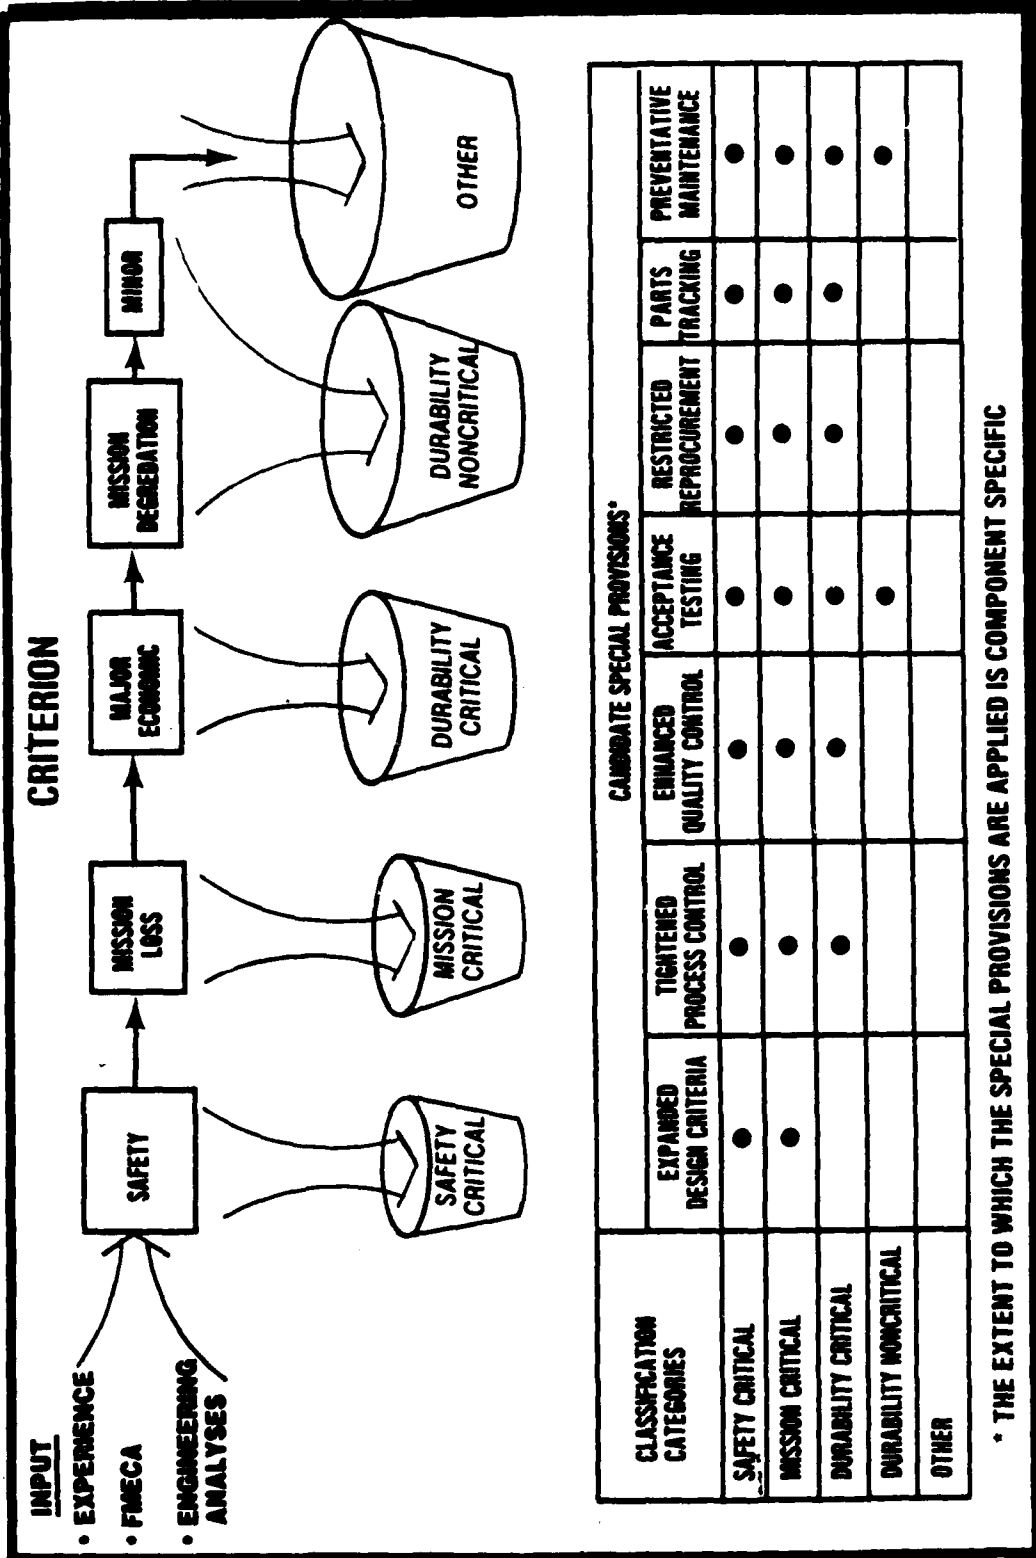 CRITERION
INPUT
• EXPERIENCE
• FMECA
• ENGINEERING
ANALYSES
SAFETY
MISSION
LOSS
MAJOR
ECONOMIC
MISSION
DEGREDATION
MINOR
SAFETY
CRITICAL
MISSION
CRITICAL
DURABILITY
CRITICAL
DURABILITY
NONCRITICAL
OTHER
CLASSIFICATION
CATEGORIES
CANDIDATE SPECIAL PROVISIONS*
EXPANDED
DESIGN CRITERIA
TIGHTENED
PROCESS CONTROL
ENHANCED
QUALITY CONTROL
ACCEPTANCE
TESTING
RESTRICTED
REPROCUREMENT
PARTS
TRACKING
PREVENTATIVE
MAINTENANCE
SAFETY CRITICAL
MISSION CRITICAL
DURABILITY CRITICAL
DURABILITY NONCRITICAL
OTHER
* THE EXTENT TO WHICH THE SPECIAL PROVISIONS ARE APPLIED IS COMPONENT SPECIFIC